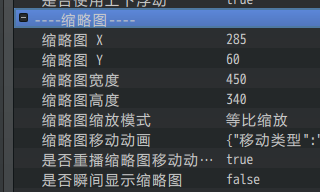 是否使用上下浮动 true
----缩略图----
缩略图 X 285
缩略图 Y 60
缩略图宽度 450
缩略图高度 340
缩略图缩放模式 等比缩放
缩略图移动动画 {"移动类型":"
是否重播缩略图移动动… true
是否瞬间显示缩略图 false